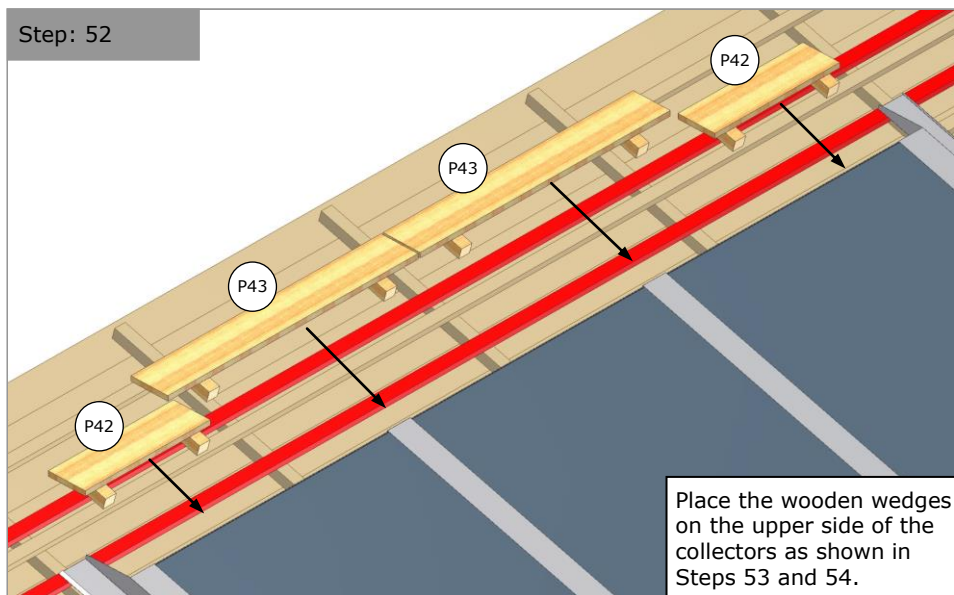 Step: 52
P42
P43
P43
P42
Place the wooden wedges
on the upper side of the
collectors as shown in
Steps 53 and 54.